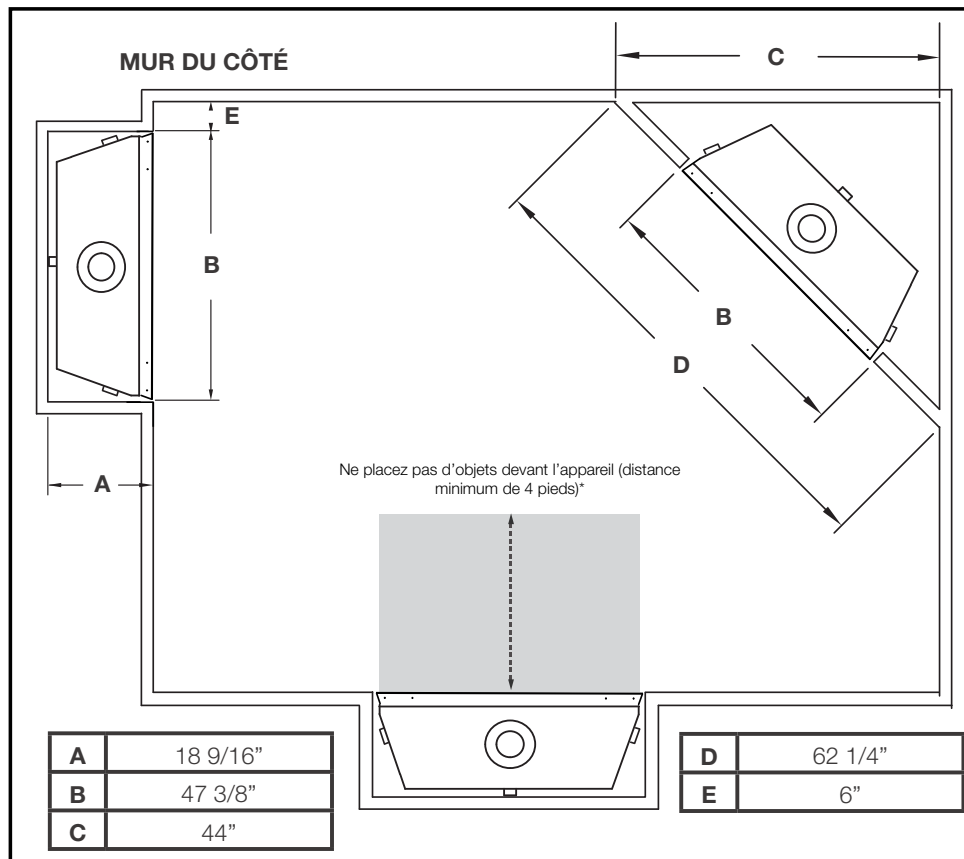 MUR DU CÔTÉ
C
E
B
B
D
A
Ne placez pas d’objets devant l’appareil (distance
minimum de 4 pieds)*
A 18 9/16”
B 47 3/8”
C 44”
D 62 1/4”
E 6”